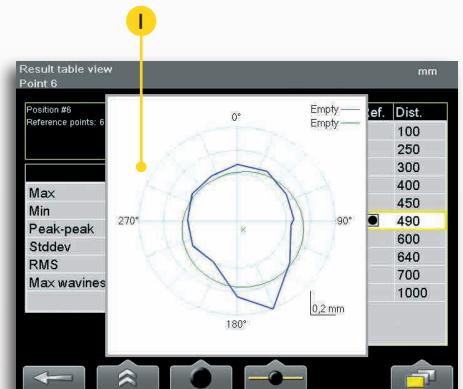 I
Result table view
mm
Point 6
Position #6
Reference points: 6
Max
Min
Peak-peak
Stddev
RMS
Max wavines
Empty
Empty
0°
90°
180°
270°
0,2 mm
ef. Dist.
100
250
300
400
450
490
600
640
700
1000